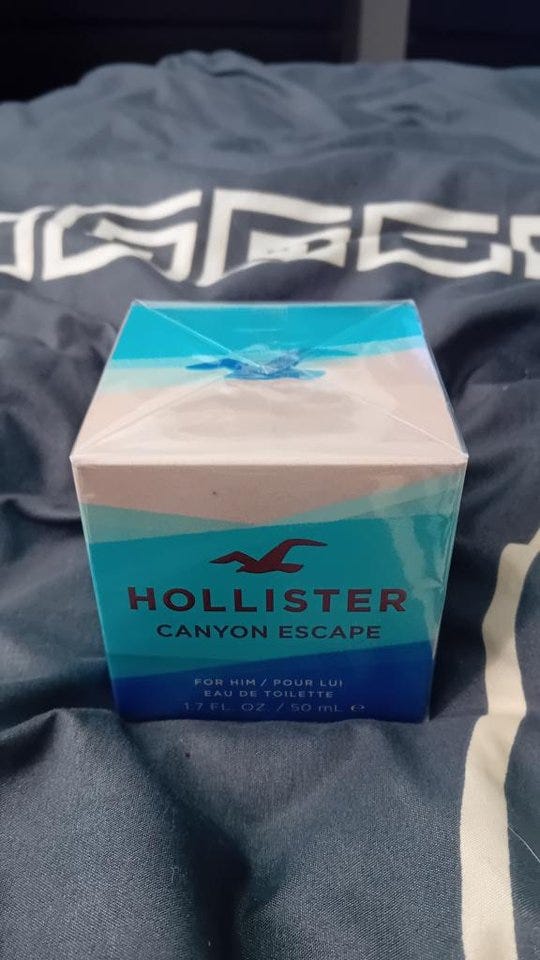 HOLLISTER
CANYON ESCAPE
FOR HIM / POUR LUI
EAU DE TOILETTE
1.7 FL. OZ. / 50 mL ℮